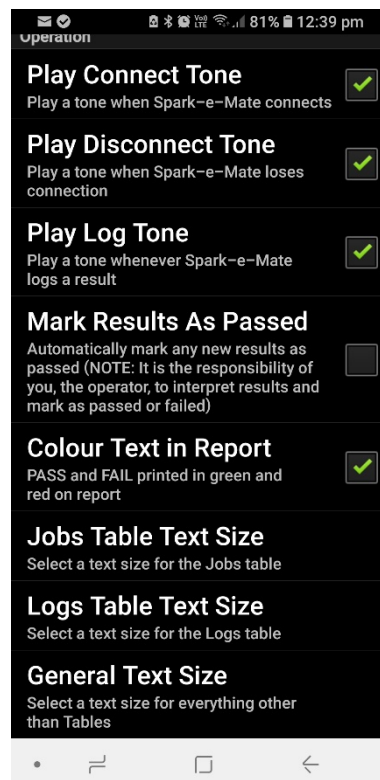 81% 12:39 pm
Operation
Play Connect Tone
Play a tone when Spark-e-Mate connects
Play Disconnect Tone
Play a tone when Spark-e-Mate loses
connection
Play Log Tone
Play a tone whenever Spark-e-Mate
logs a result
Mark Results As Passed
Automatically mark any new results as
passed (NOTE: It is the responsibility of
you, the operator, to interpret results and
mark as passed or failed)
Colour Text in Report
PASS and FAIL printed in green and
red on report
Jobs Table Text Size
Select a text size for the Jobs table
Logs Table Text Size
Select a text size for the Logs table
General Text Size
Select a text size for everything other
than Tables